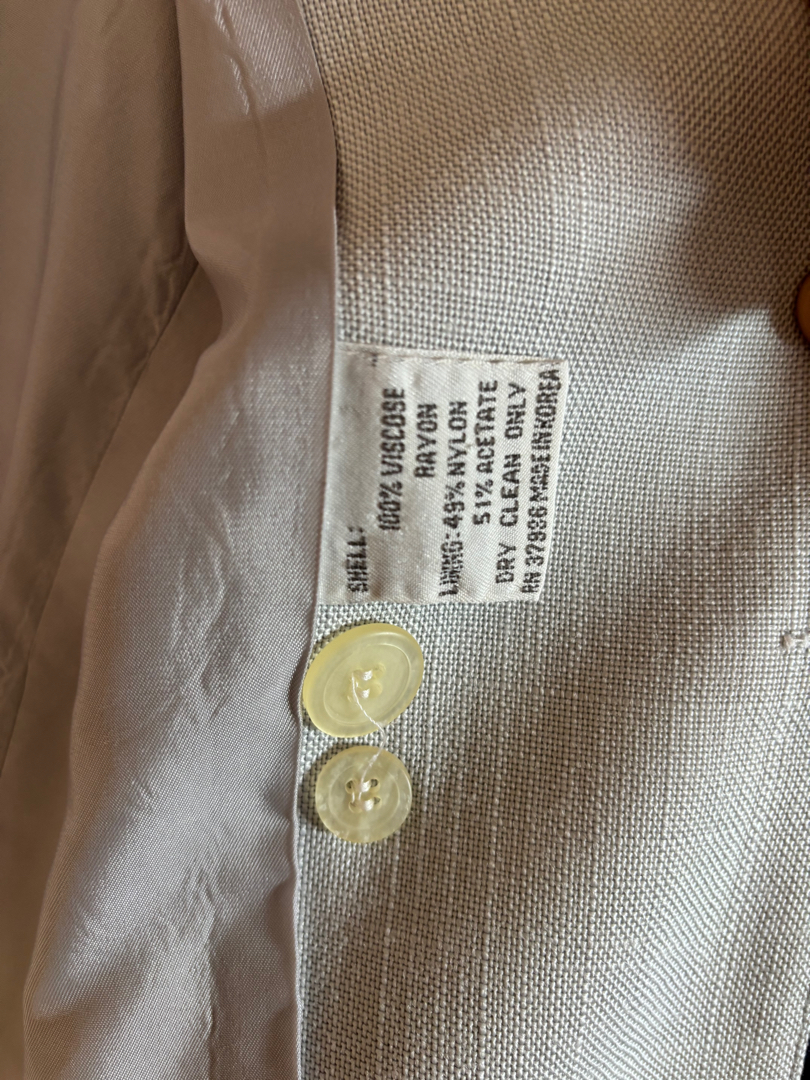 SHELL:
100% VISCOSE
RAYON
LINING: 49% NYLON
51% ACETATE
DRY CLEAN ONLY
RN 37936 MADE IN KOREA